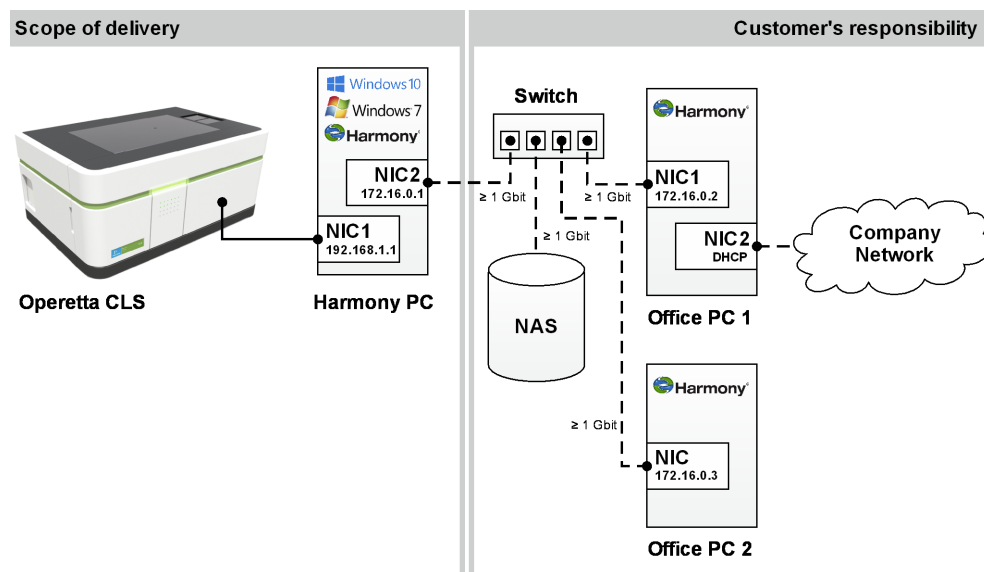 Scope of delivery
Customer's responsibility
Windows 10
Windows 7
Harmony
NIC2
172.16.0.1
NIC1
192.168.1.1
Operetta CLS
Harmony PC
Switch
≥ 1 Gbit
≥ 1 Gbit
≥ 1 Gbit
NAS
Harmony
NIC1
172.16.0.2
NIC2
DHCP
Company
Network
Office PC 1
Harmony
≥ 1 Gbit
NIC
172.16.0.3
Office PC 2